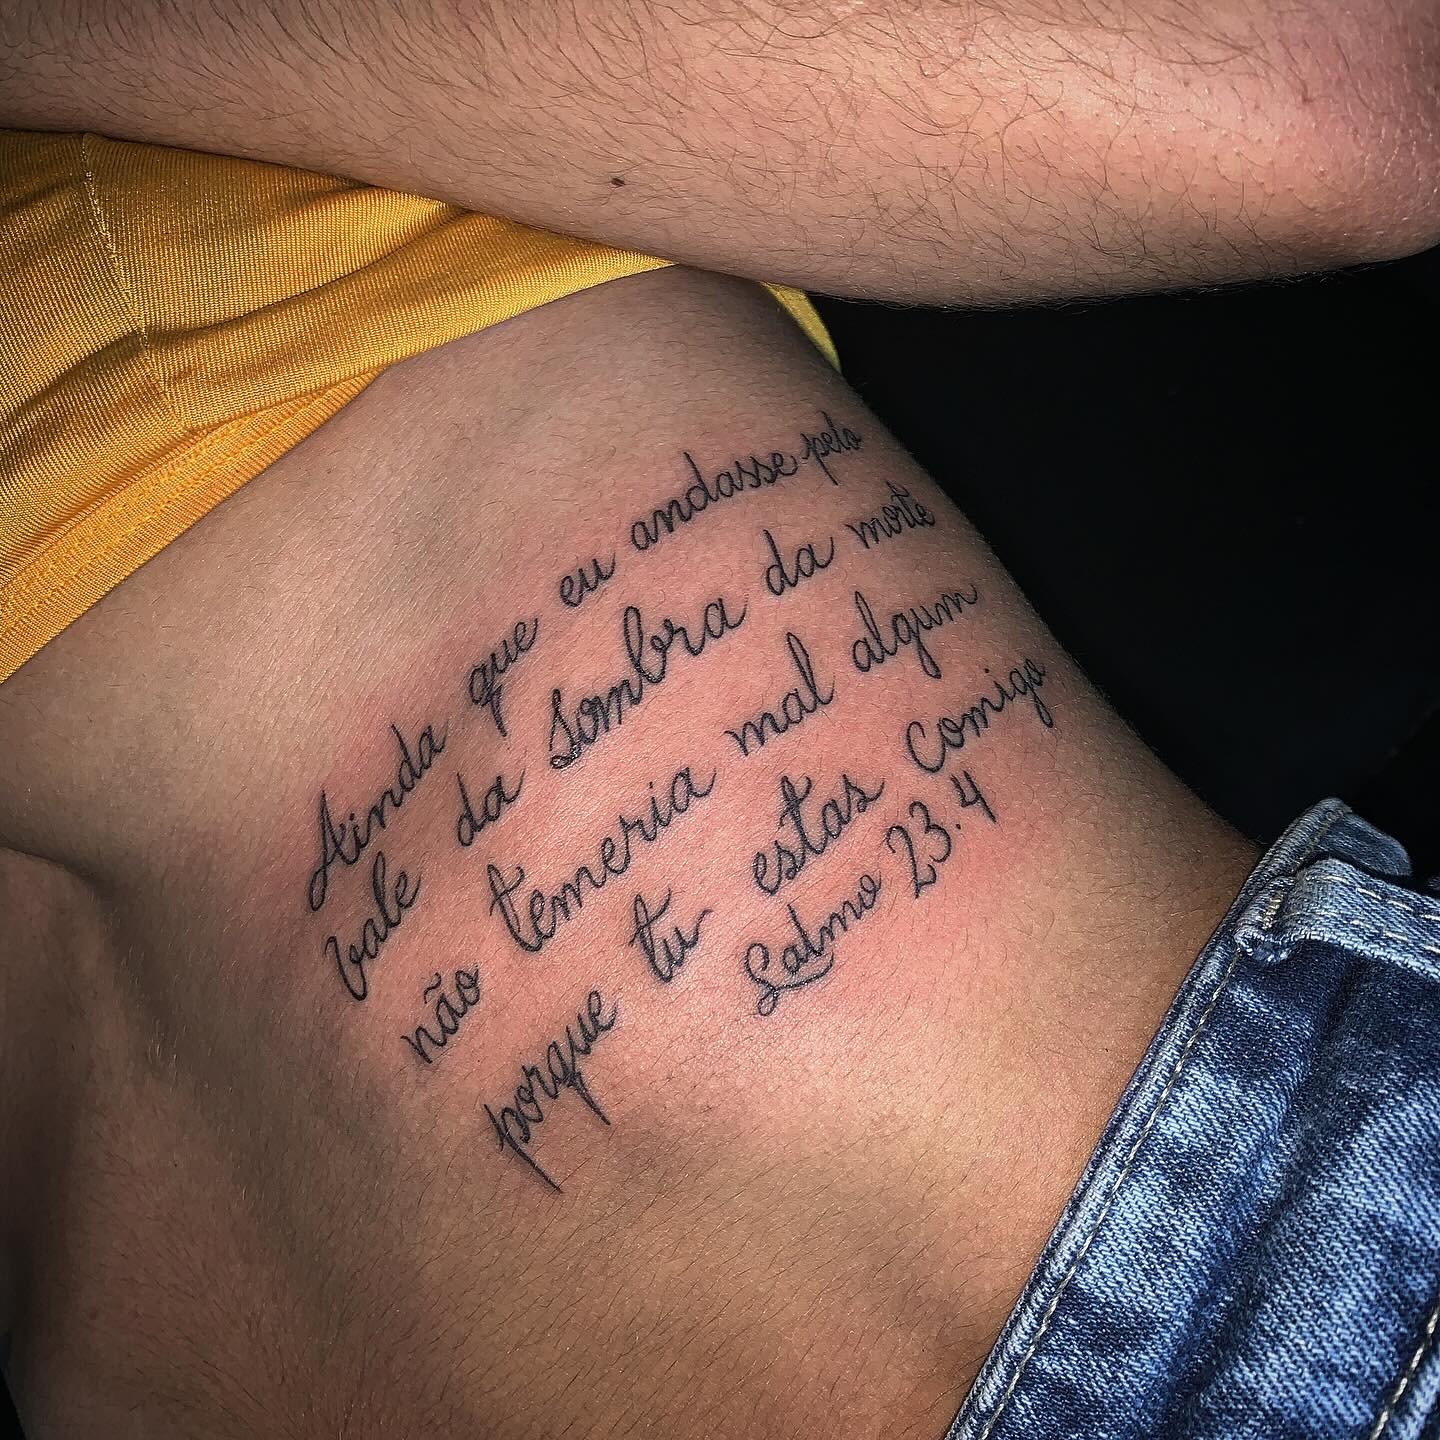 Ainda que eu andasse pelo
vale da Sombra da morte
não temeria mal algum
porque tu estas comigo
Salmo 23.4